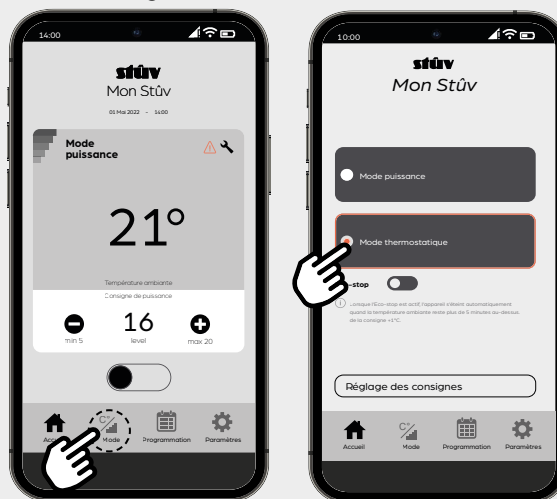 14:00
stûv
Mon Stûv
01 Mai 2022 - 14:00
Mode
puissance
21°
Température ambiante
Consigne de puissance
16
min 5
level
max 20
C°
Mode
Programmation
Paramètres
10:00
stûv
Mon Stûv
Mode puissance
Mode thermostatique
-stop
Lorsque l'Eco-stop est actif, l'appareil s'éteint automatiquement
quand la température ambiante reste plus de 5 minutes au-dessus
de la consigne +1°C.
Réglage des consignes
C°
Accueil
Mode
Programmation
Paramètres